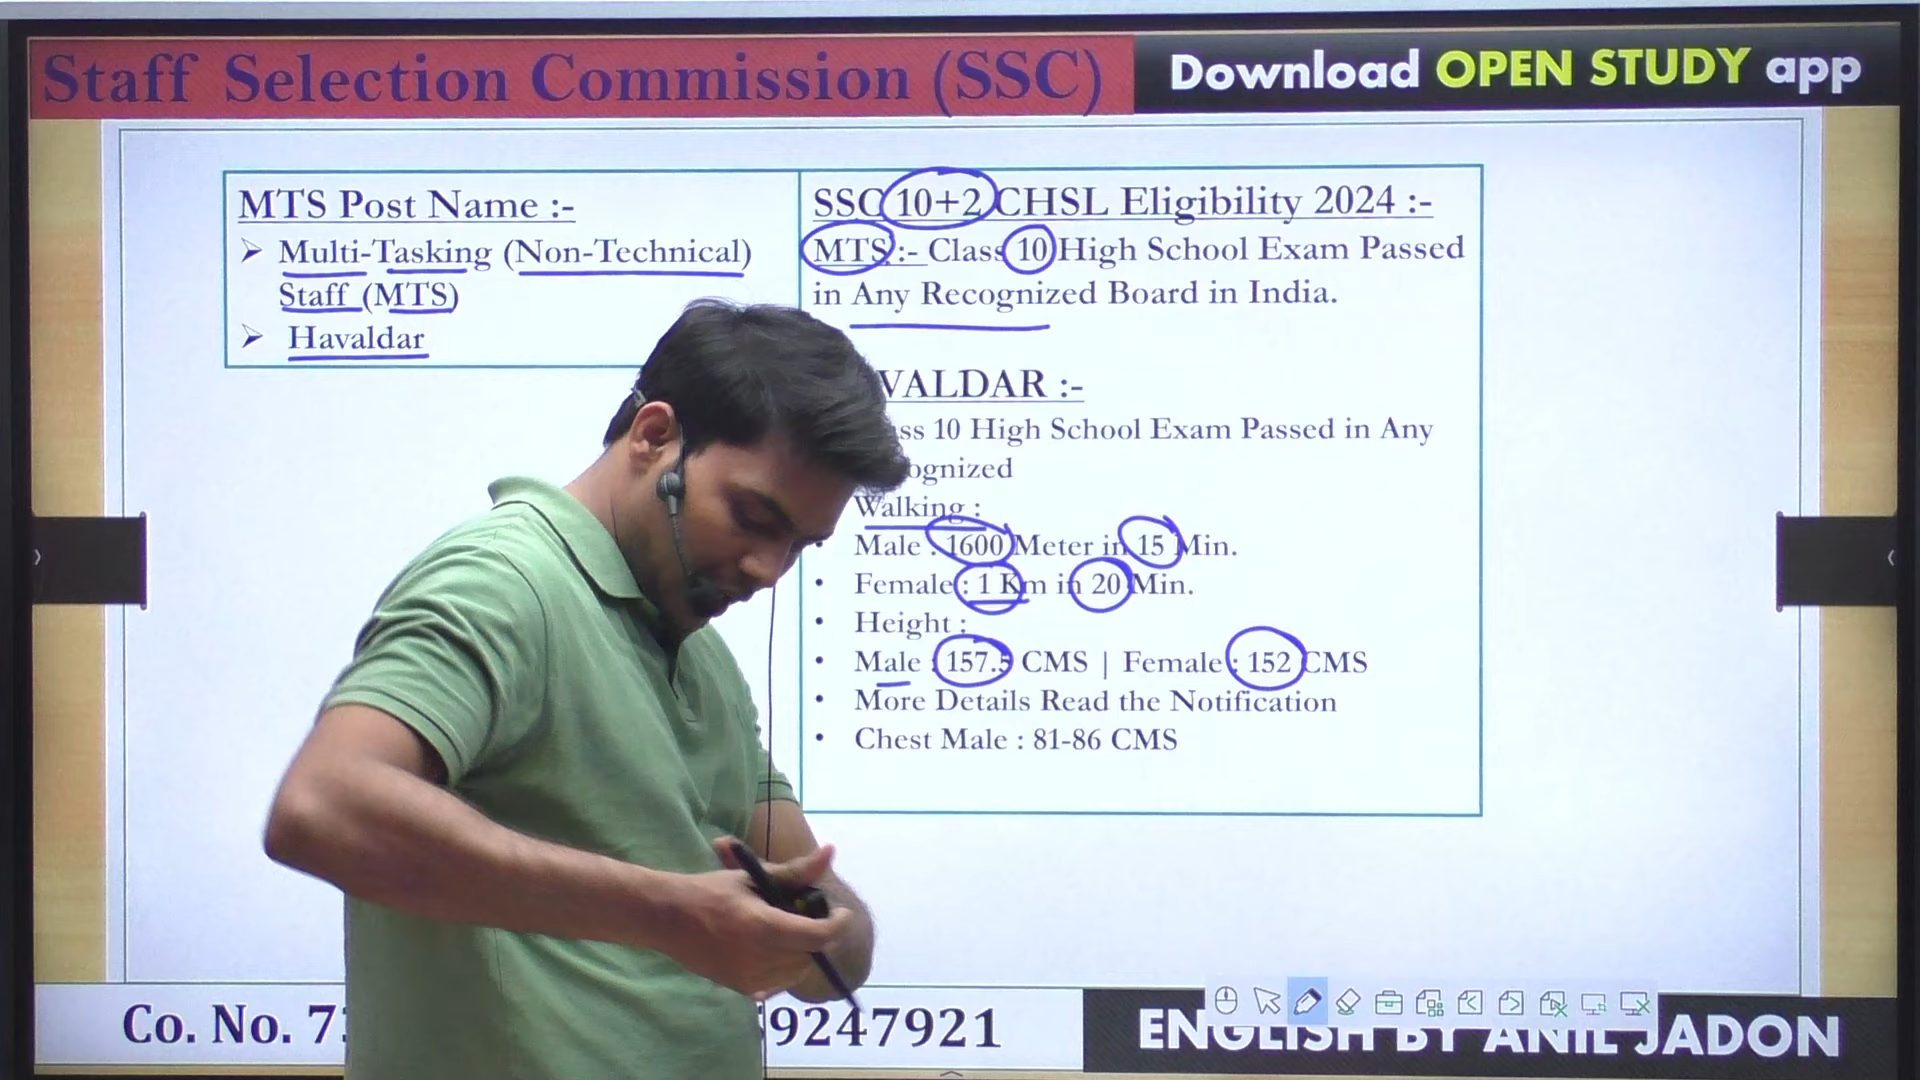 Staff Selection Commission (SSC)
Download OPEN STUDY app
MTS Post Name :-
➢ Multi-Tasking (Non-Technical)
Staff (MTS)
➢ Havaldar
SSC 10+2 CHSL Eligibility 2024 :-
MTS :- Class 10 High School Exam Passed
in Any Recognized Board in India.
VALDAR :-
ss 10 High School Exam Passed in Any
ognized
Walking :
• Male : 1600 Meter in 15 Min.
• Female : 1 Km in 20 Min.
• Height :
• Male : 157.5 CMS | Female : 152 CMS
• More Details Read the Notification
• Chest Male : 81-86 CMS
Co. No. 7
9247921
ENGLISH BY ANIL JADON